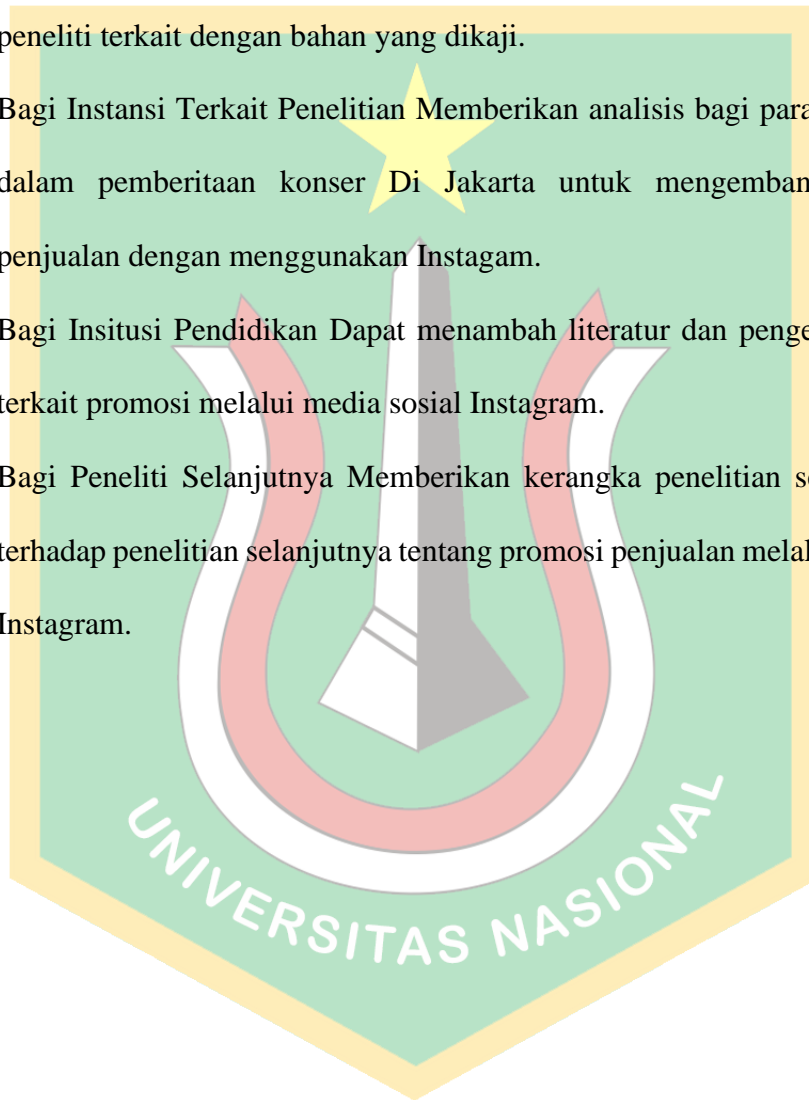 peneliti terkait dengan bahan yang dikaji.
Bagi Instansi Terkait Penelitian Memberikan analisis bagi para
dalam pemberitaan konser Di Jakarta untuk mengemban
penjualan dengan menggunakan Instagam.
Bagi Insitusi Pendidikan Dapat menambah literatur dan penge
terkait promosi melalui media sosial Instagram.
Bagi Peneliti Selanjutnya Memberikan kerangka penelitian se
terhadap penelitian selanjutnya tentang promosi penjualan melal
Instagram.
UNIVERSITAS NASIONAL